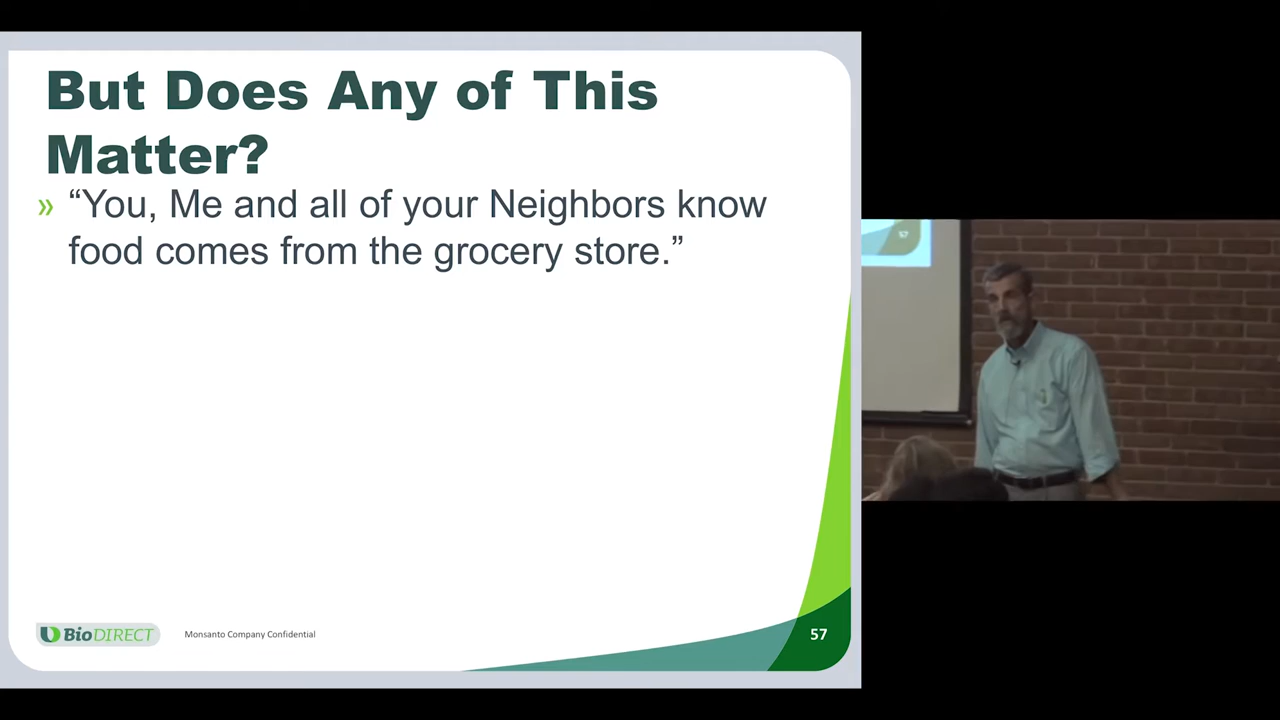 But Does Any of This
Matter?
» “You, Me and all of your Neighbors know
food comes from the grocery store.”
BioDIRECT
Monsanto Company Confidential
57
57